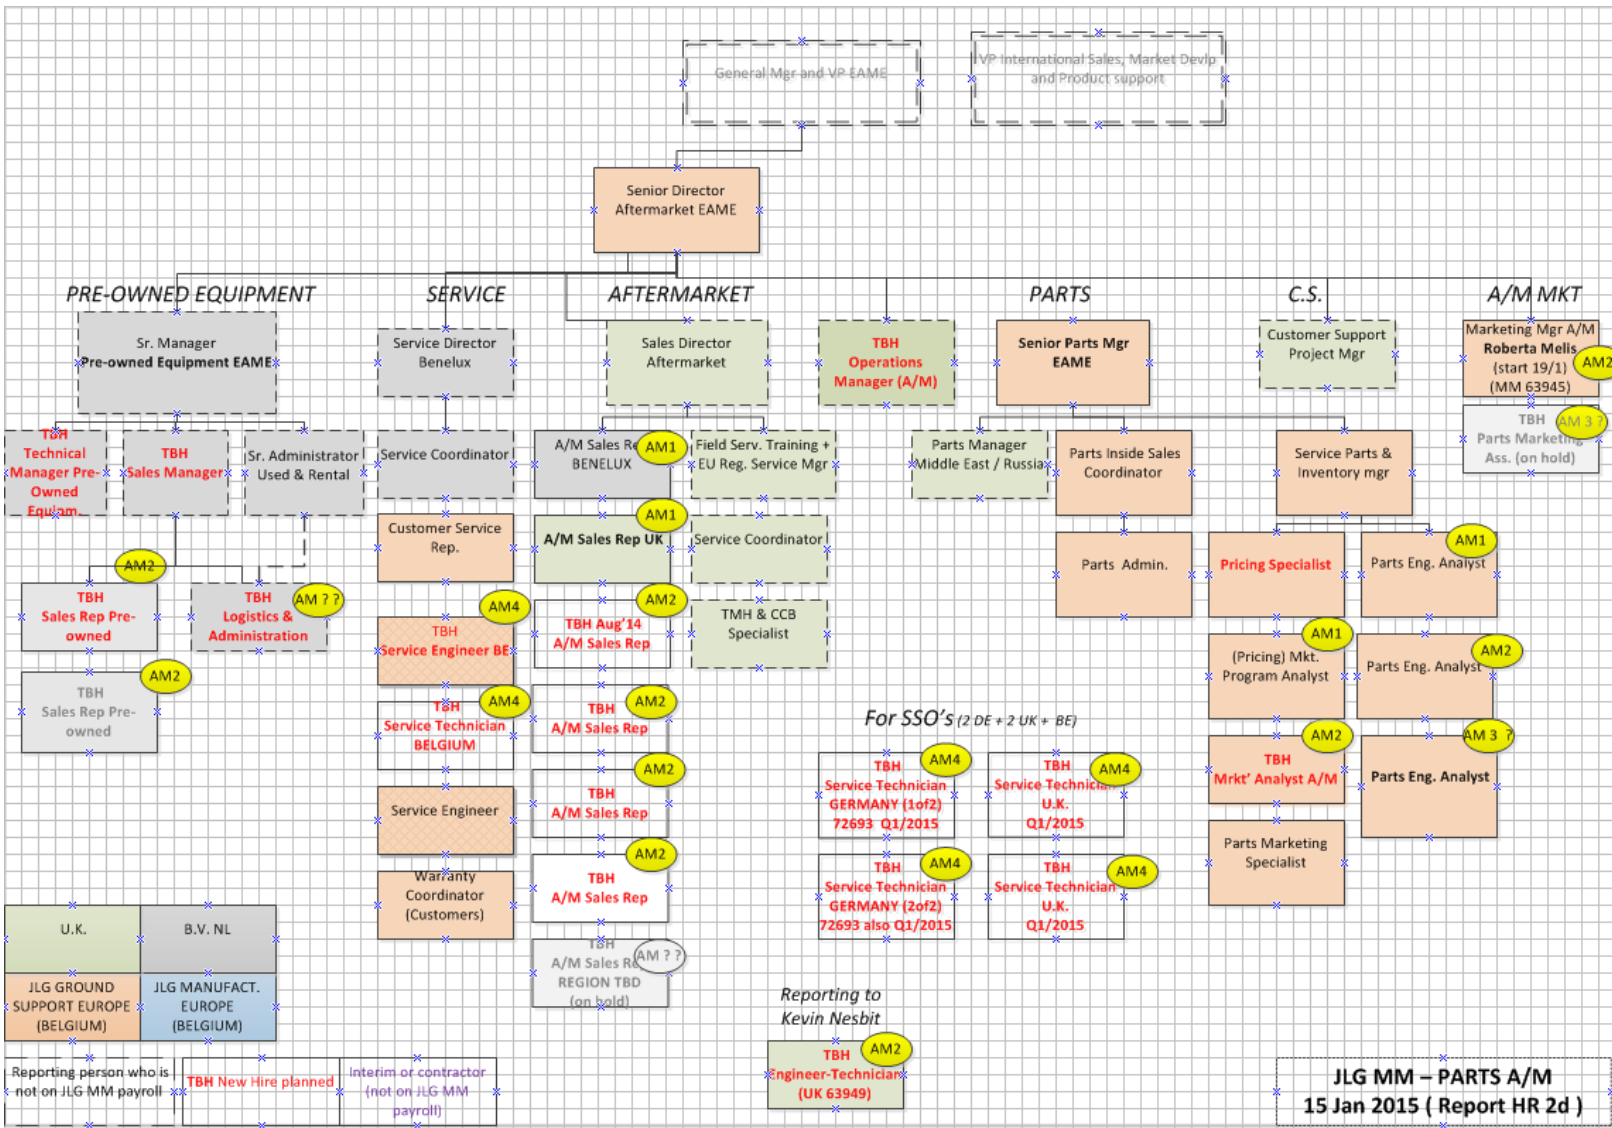 General Mgr and VP EAME
VP International Sales, Market Devlp
and Product support
Senior Director
Aftermarket EAME
PRE-OWNED EQUIPMENT
SERVICE
AFTERMARKET
PARTS
C.S.
A/M MKT
Sr. Manager
Pre-owned Equipment EAME
Service Director
Benelux
Sales Director
Aftermarket
TBH
Operations
Manager (A/M)
Senior Parts Mgr
EAME
Customer Support
Project Mgr
Marketing Mgr A/M
Roberta Melis
(start 19/1)
(MM 63945)
AM2
TBH
Technical
Manager Pre-
Owned
Equipm.
TBH
Sales Manager
Sr. Administrator
Used & Rental
Service Coordinator
A/M Sales Re
BENELUX
AM1
Field Serv. Training +
EU Reg. Service Mgr
Parts Manager
Middle East / Russia
Parts Inside Sales
Coordinator
Service Parts &
Inventory mgr
TBH
Parts Marketing
Ass. (on hold)
AM 3 ?
Customer Service
Rep.
A/M Sales Rep UK
AM1
Service Coordinator
Parts Admin.
Pricing Specialist
Parts Eng. Analyst
AM1
AM2
TBH
Sales Rep Pre-
owned
TBH
Logistics &
Administration
AM ? ?
TBH
Service Engineer BE
AM4
TBH Aug'14
A/M Sales Rep
AM2
TMH & CCB
Specialist
(Pricing) Mkt.
Program Analyst
AM1
Parts Eng. Analyst
AM2
TBH
Sales Rep Pre-
owned
AM2
TBH
Service Technician
BELGIUM
AM4
TBH
A/M Sales Rep
AM2
For SSO's (2 DE + 2 UK + BE)
TBH
Mrkt' Analyst A/M
AM2
Parts Eng. Analyst
AM 3 ?
Service Engineer
TBH
A/M Sales Rep
AM2
TBH
Service Technician
GERMANY (1of2)
72693 Q1/2015
AM4
TBH
Service Technician
U.K.
Q1/2015
AM4
Parts Marketing
Specialist
Warranty
Coordinator
(Customers)
TBH
A/M Sales Rep
AM2
TBH
Service Technician
GERMANY (2of2)
72693 also Q1/2015
AM4
TBH
Service Technician
U.K.
Q1/2015
AM4
U.K.
B.V. NL
TBH
A/M Sales Re
REGION TBD
(on hold)
AM ? ?
JLG GROUND
SUPPORT EUROPE
(BELGIUM)
JLG MANUFACT.
EUROPE
(BELGIUM)
Reporting to
Kevin Nesbit
TBH
Engineer-Technician
(UK 63949)
AM2
Reporting person who is
not on JLG MM payroll
TBH New Hire planned
Interim or contractor
(not on JLG MM
payroll)
JLG MM – PARTS A/M
15 Jan 2015 ( Report HR 2d )